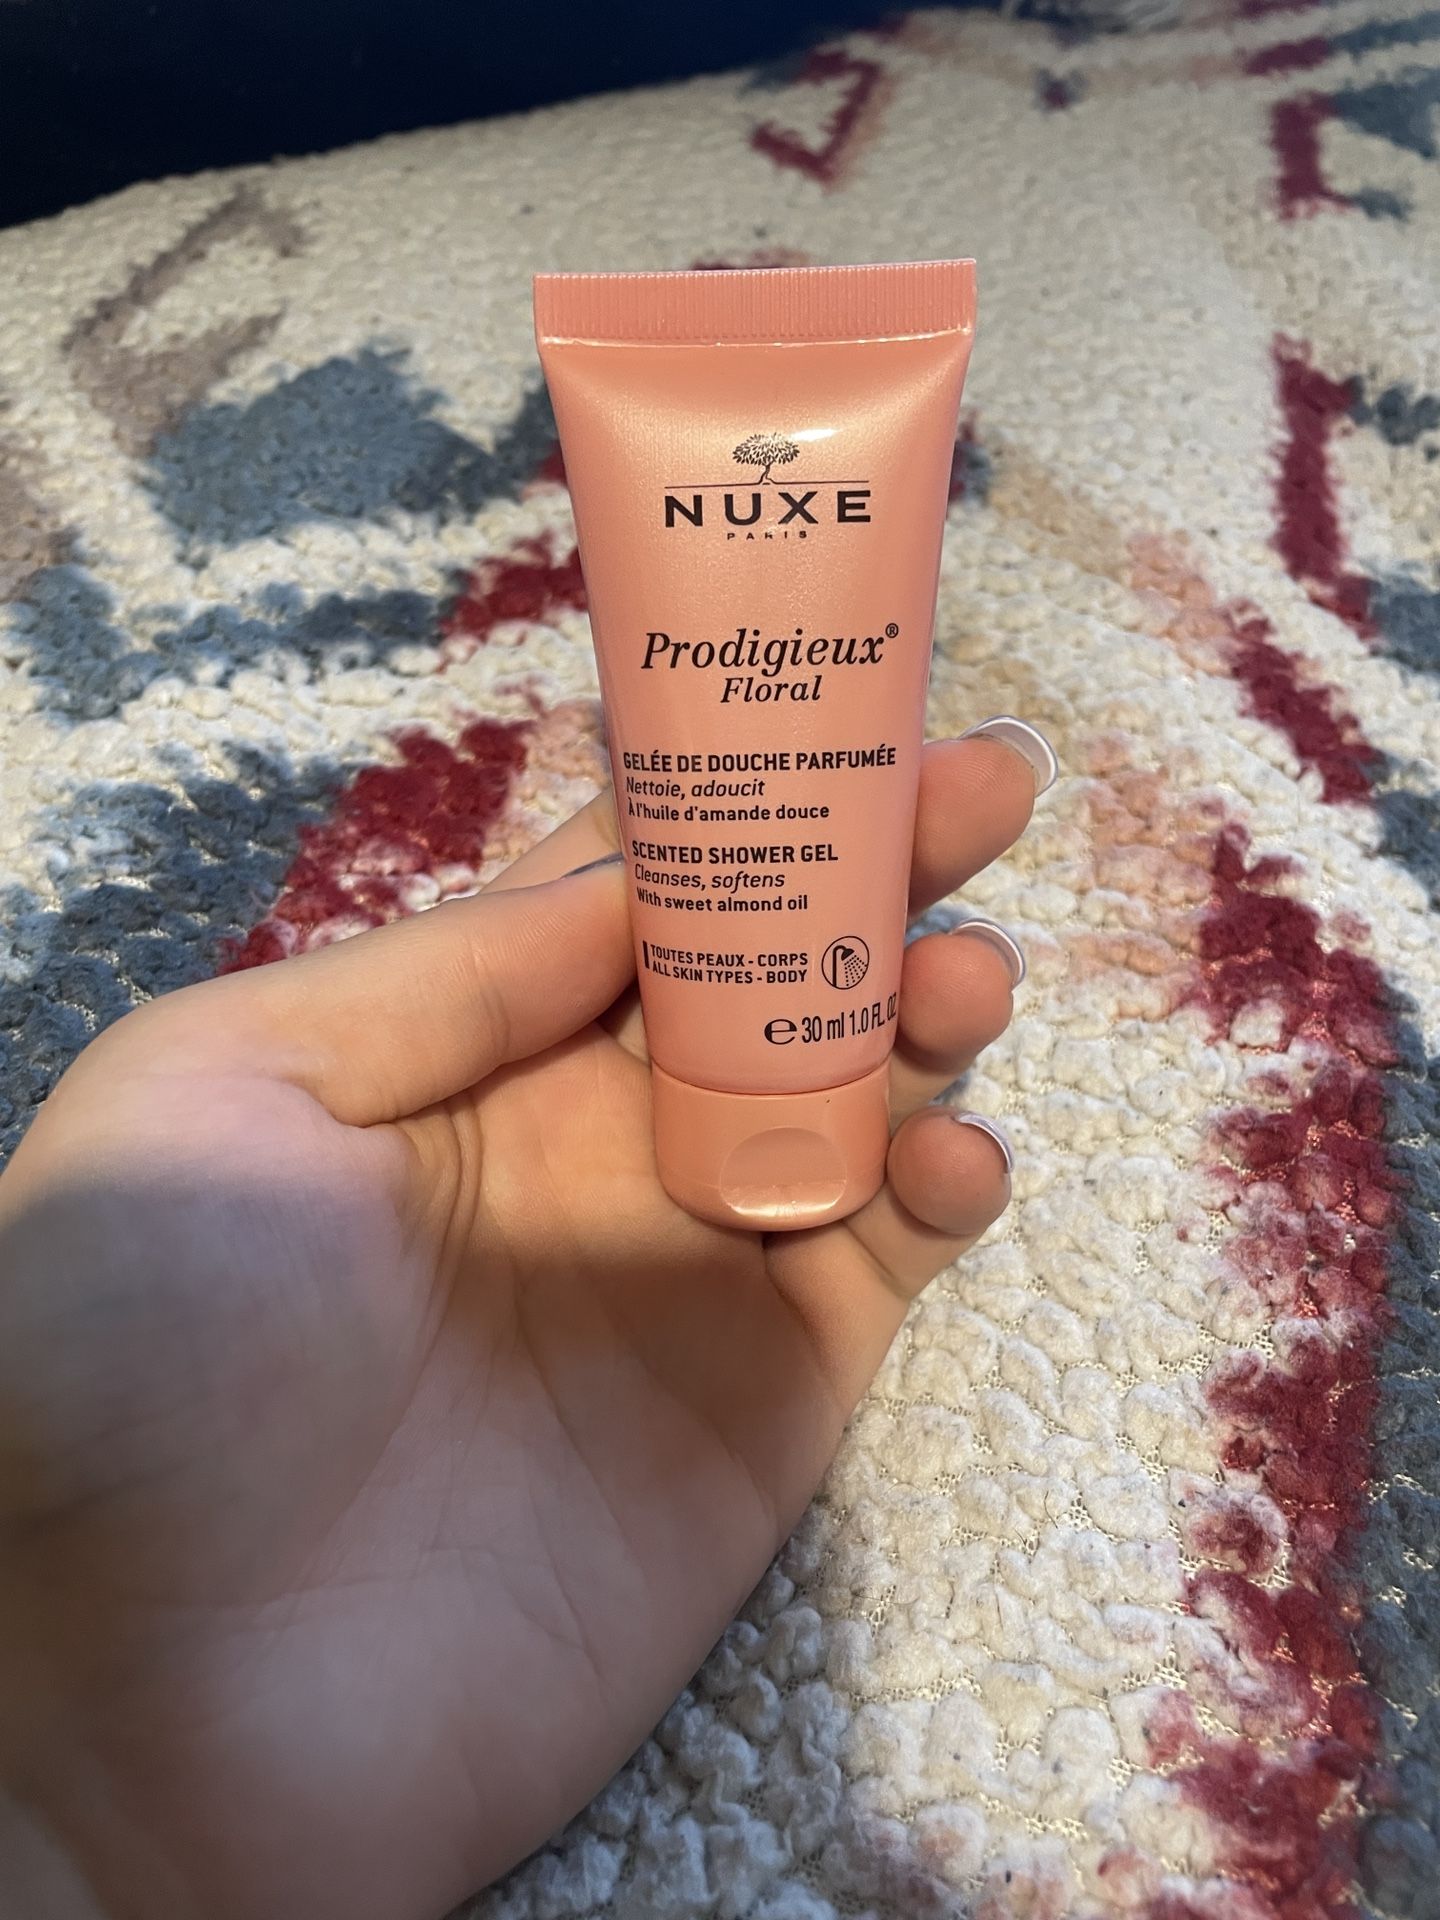 NUXE
PARIS
Prodigieux®
Floral
GELÉE DE DOUCHE PARFUMÉE
Nettoie, adoucit
À l'huile d'amande douce
SCENTED SHOWER GEL
Cleanses, softens
With sweet almond oil
TOUTES PEAUX - CORPS
ALL SKIN TYPES - BODY
℮ 30 ml 1.0 FL. OZ.